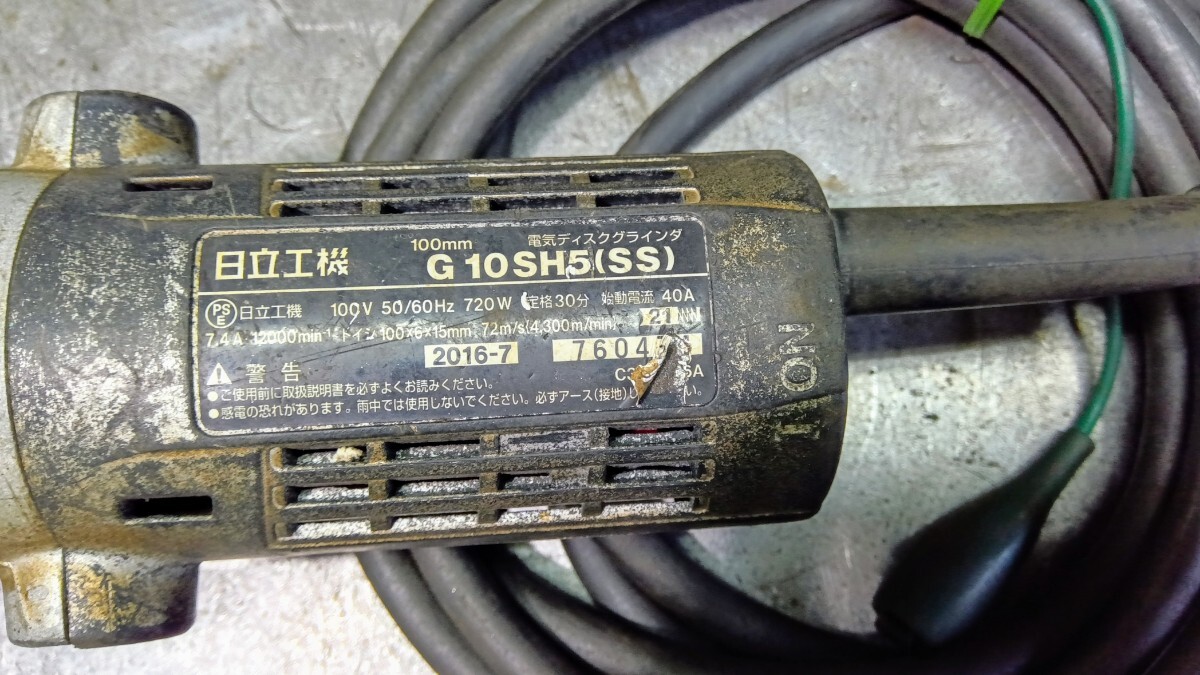 日立工機 100mm 電気ディスクグラインダ
G 10SH5(SS)
PSE 日立工機 100V 50/60Hz 720W 定格30分 始動電流 40A
7.4A 12000min⁻¹ トイシ 100×6×15mm 72m/s(4,300m/min) 21
2016-7 7604
警告
●ご使用前に取扱説明書を必ずよくお読みください。
●感電の恐れがあります。雨中では使用しないでください。必ずアース(接地)し い。
ON